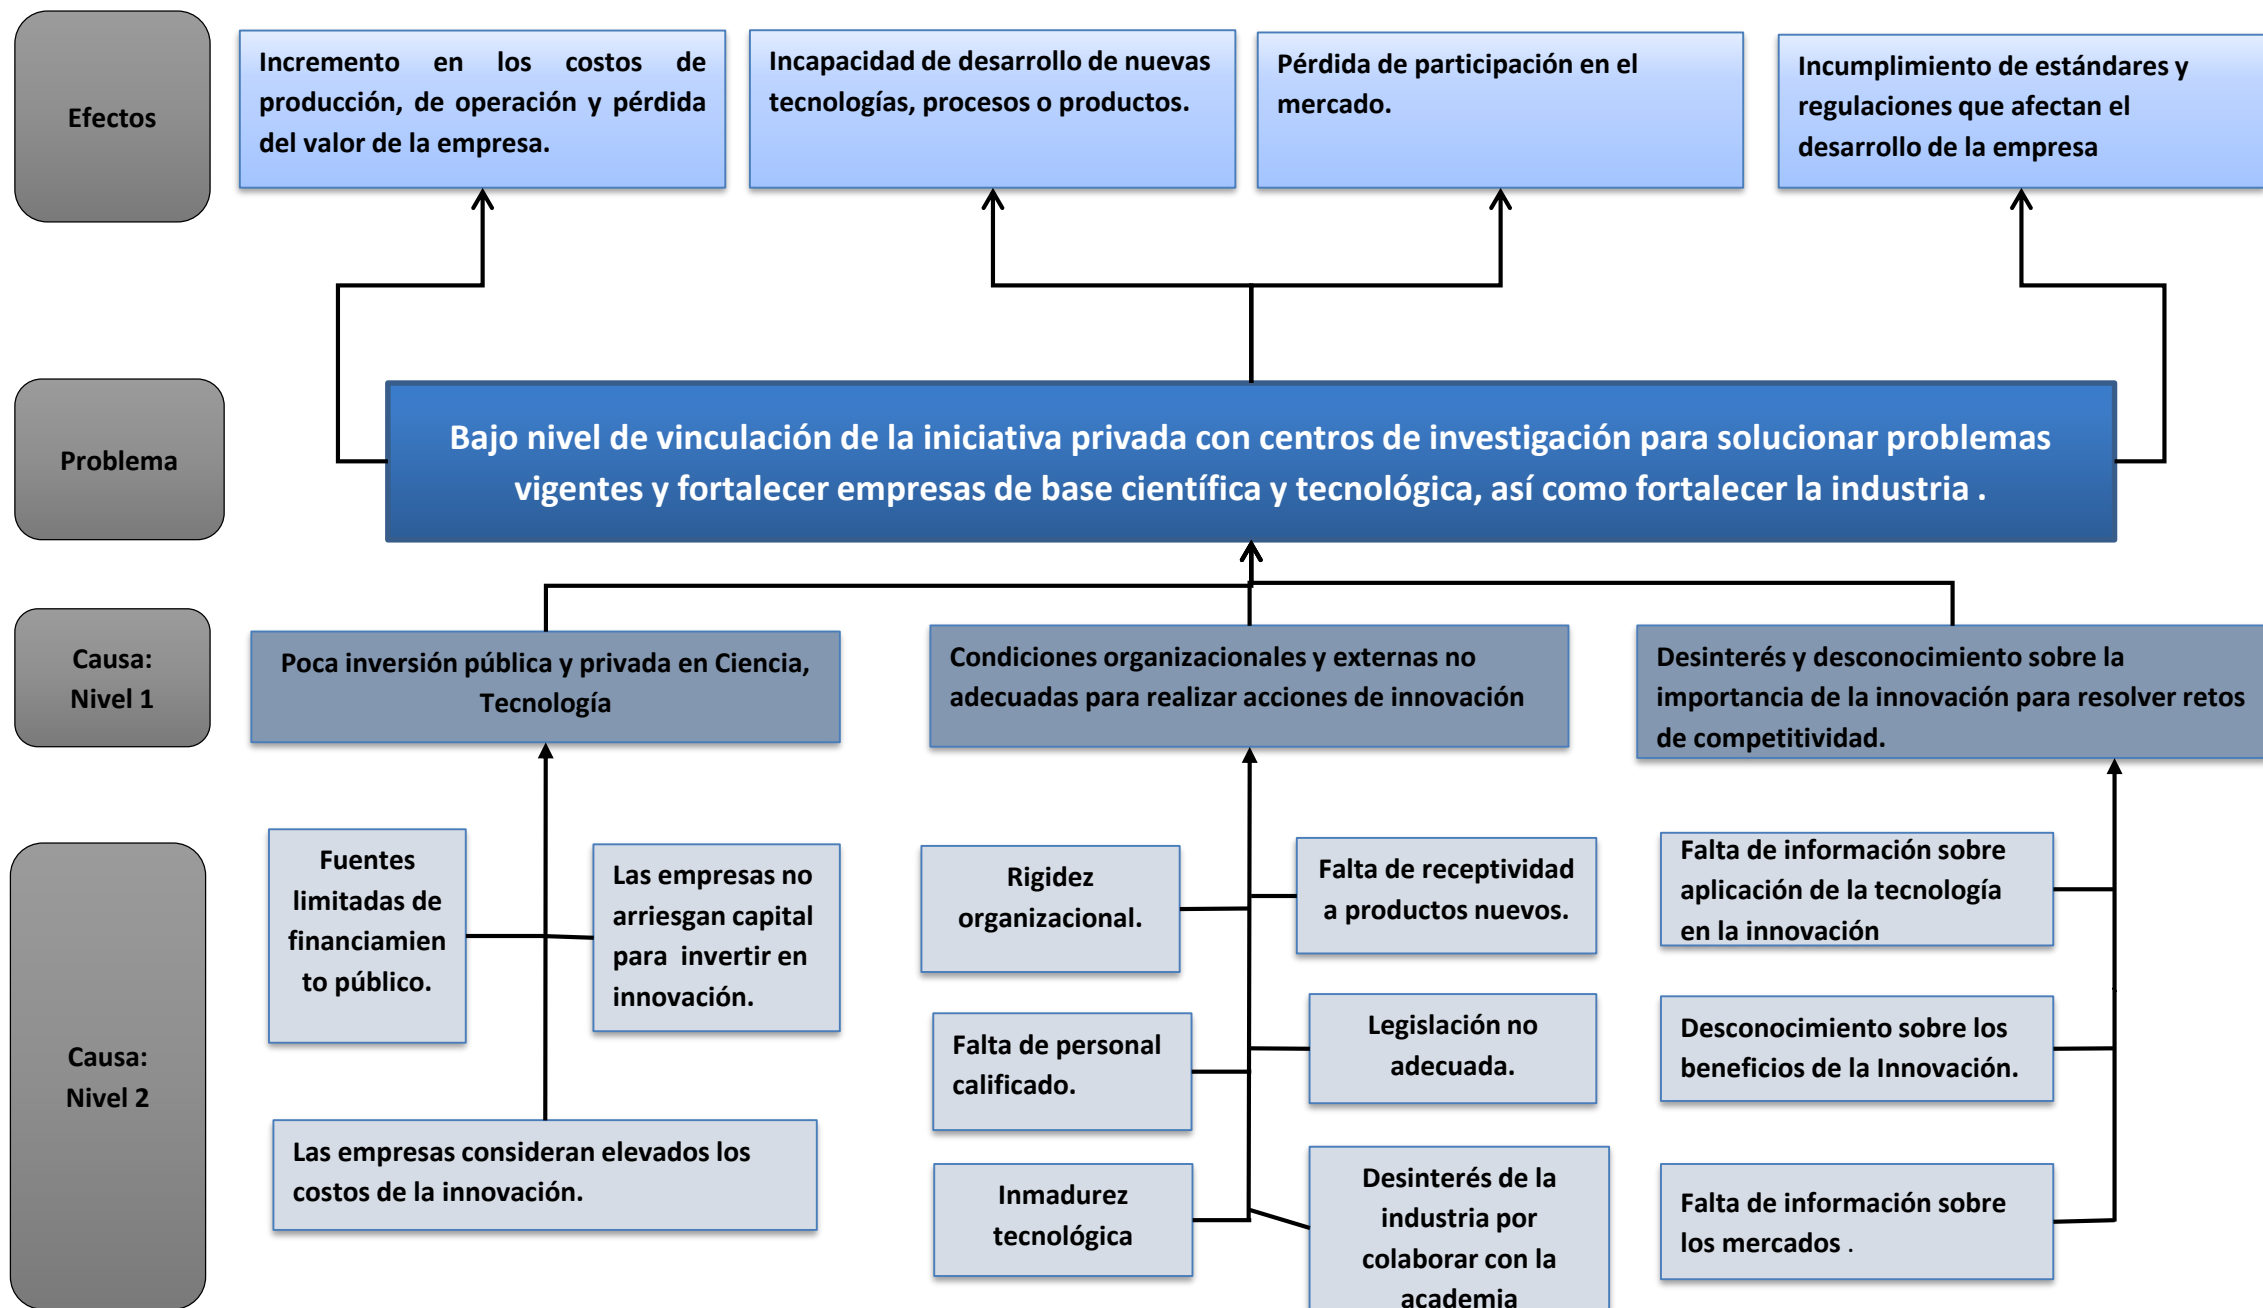 Efectos
Incremento en los costos de
producción, de operación y pérdida
del valor de la empresa.
Incapacidad de desarrollo de nuevas
tecnologías, procesos o productos.
Pérdida de participación en el
mercado.
Incumplimiento de estándares y
regulaciones que afectan el
desarrollo de la empresa
Problema
Bajo nivel de vinculación de la iniciativa privada con centros de investigación para solucionar problemas
vigentes y fortalecer empresas de base científica y tecnológica, así como fortalecer la industria .
Causa:
Nivel 1
Poca inversión pública y privada en Ciencia,
Tecnología
Condiciones organizacionales y externas no
adecuadas para realizar acciones de innovación
Desinterés y desconocimiento sobre la
importancia de la innovación para resolver retos
de competitividad.
Causa:
Nivel 2
Fuentes
limitadas de
financiamien
to público.
Las empresas no
arriesgan capital
para invertir en
innovación.
Las empresas consideran elevados los
costos de la innovación.
Rigidez
organizacional.
Falta de receptividad
a productos nuevos.
Falta de personal
calificado.
Legislación no
adecuada.
Inmadurez
tecnológica
Desinterés de la
industria por
colaborar con la
academia
Falta de información sobre
aplicación de la tecnología
en la innovación
Desconocimiento sobre los
beneficios de la Innovación.
Falta de información sobre
los mercados .